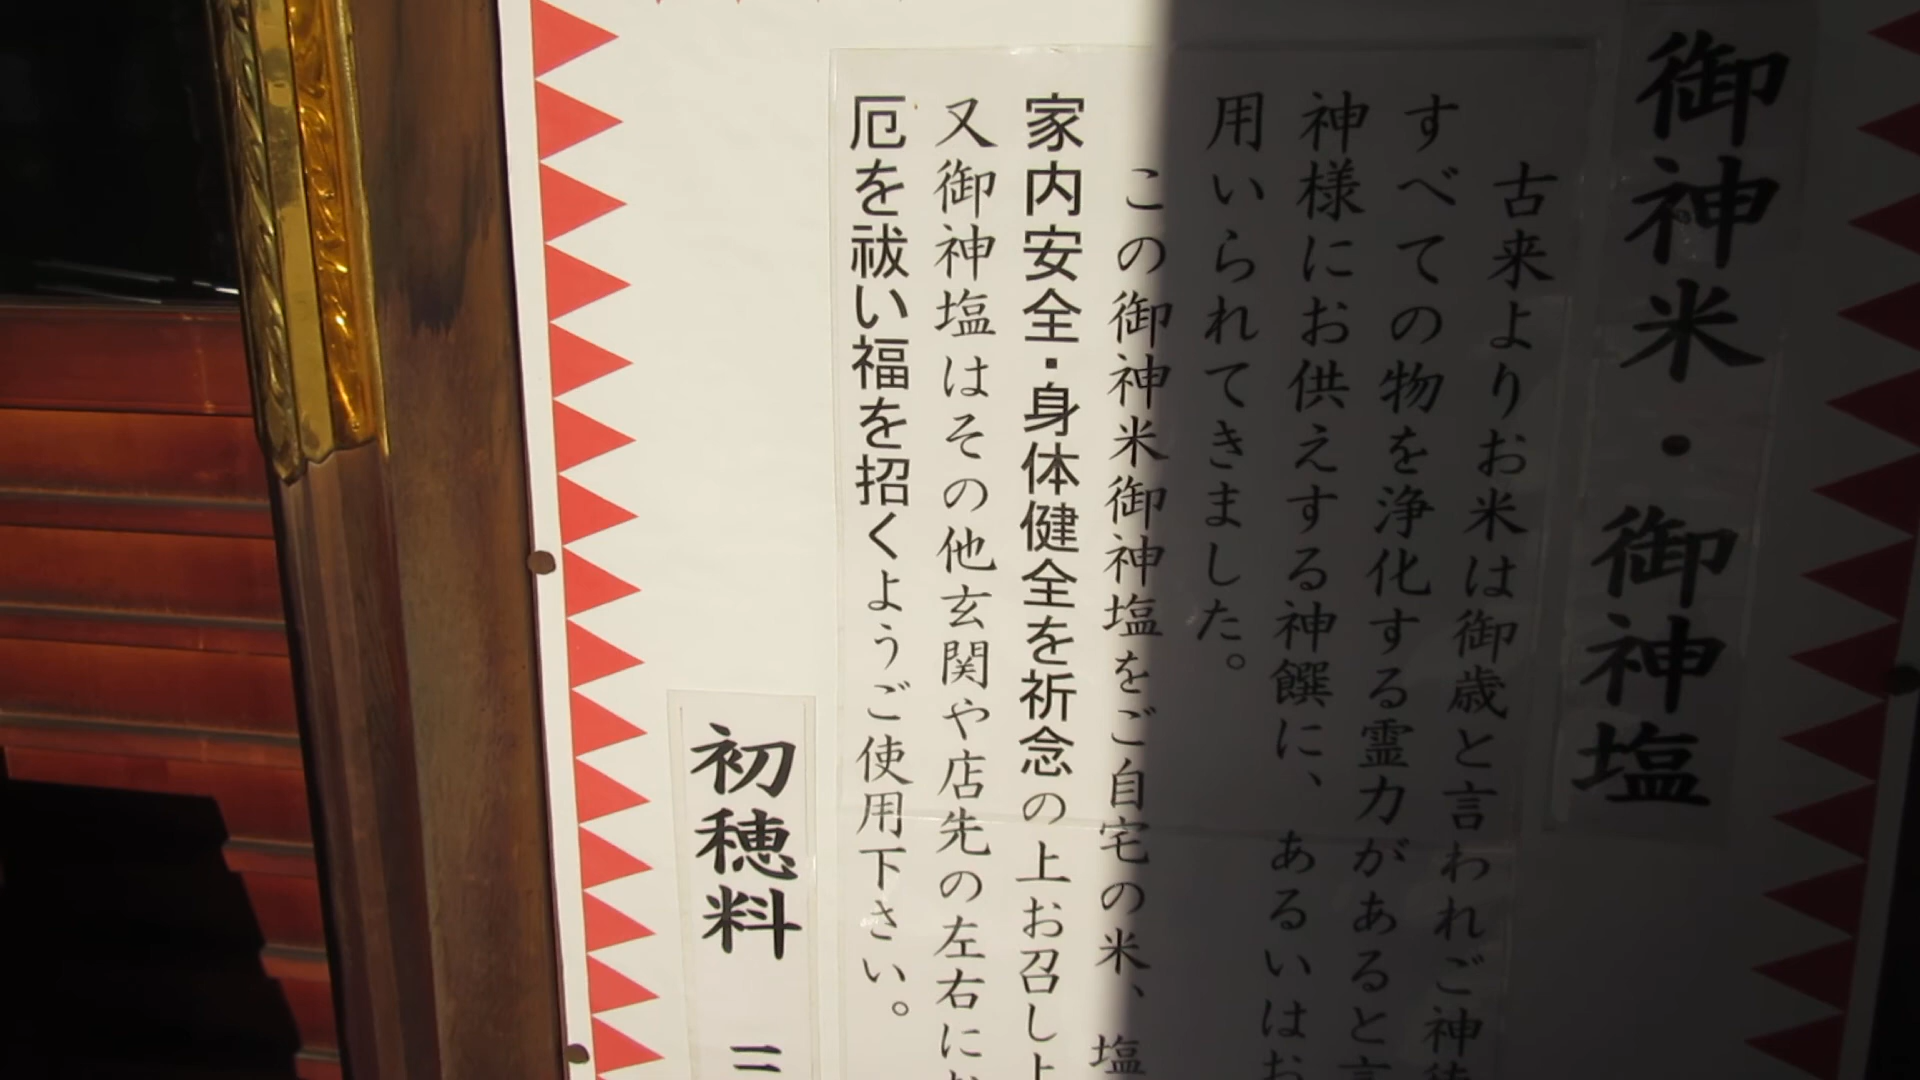 御神米・御神塩
古来よりお米は御歳と言われご神
すべての物を浄化する霊力があると言
神様にお供えする神饌に、あるいはお
用いられてきました。
この御神米御神塩をご自宅の米、塩
家内安全・身体健全を祈念の上お召し上
又御神塩はその他玄関や店先の左右にお
厄を祓い福を招くようご使用下さい。
初穂料